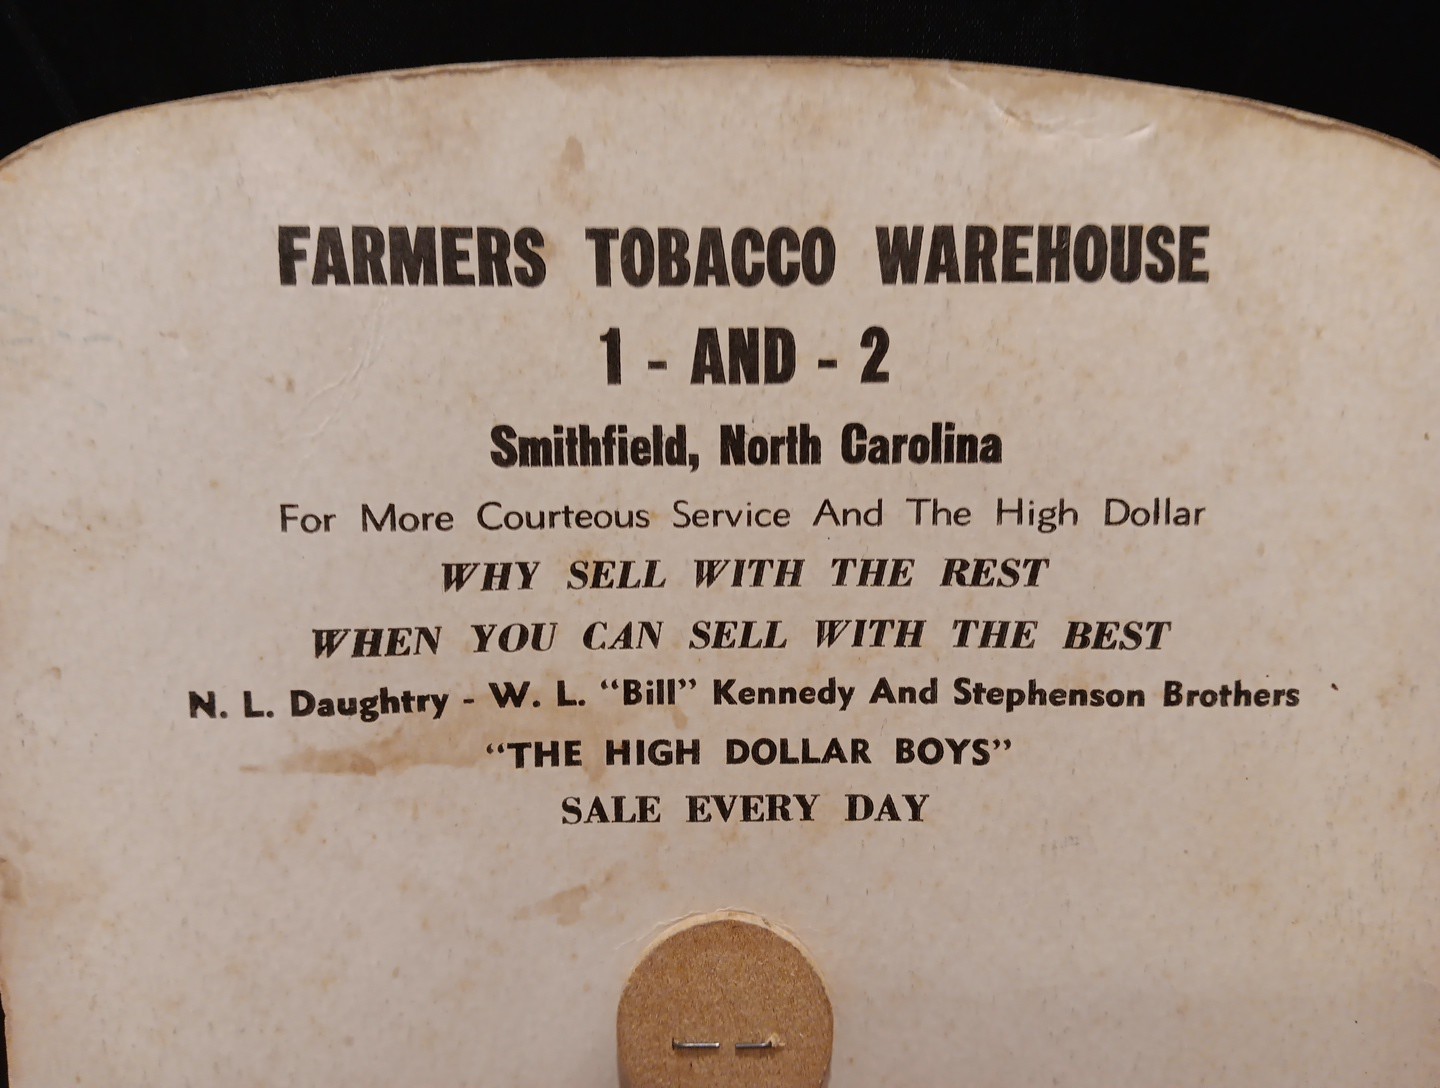 FARMERS TOBACCO WAREHOUSE
1 - AND - 2
Smithfield, North Carolina
For More Courteous Service And The High Dollar
WHY SELL WITH THE REST
WHEN YOU CAN SELL WITH THE BEST
N. L. Daughtry - W. L. “Bill” Kennedy And Stephenson Brothers
“THE HIGH DOLLAR BOYS”
SALE EVERY DAY